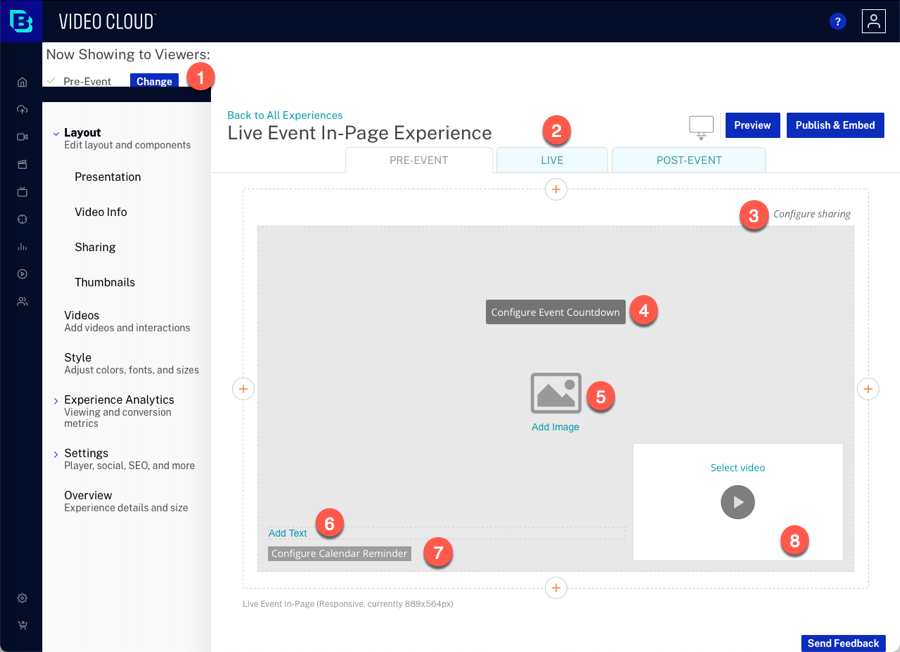 VIDEO CLOUD™
?
Now Showing to Viewers:
Pre-Event
Change
1
Layout
Edit layout and components
Presentation
Video Info
Sharing
Thumbnails
Videos
Add videos and interactions
Style
Adjust colors, fonts, and sizes
Experience Analytics
Viewing and conversion
metrics
Settings
Player, social, SEO, and more
Overview
Experience details and size
Back to All Experiences
Live Event In-Page Experience
2
Preview
Publish & Embed
PRE-EVENT
LIVE
POST-EVENT
3
Configure sharing
Configure Event Countdown
4
5
Add Image
Select video
8
Add Text
6
Configure Calendar Reminder
7
Live Event In-Page (Responsive, currently 889x564px)
Send Feedback